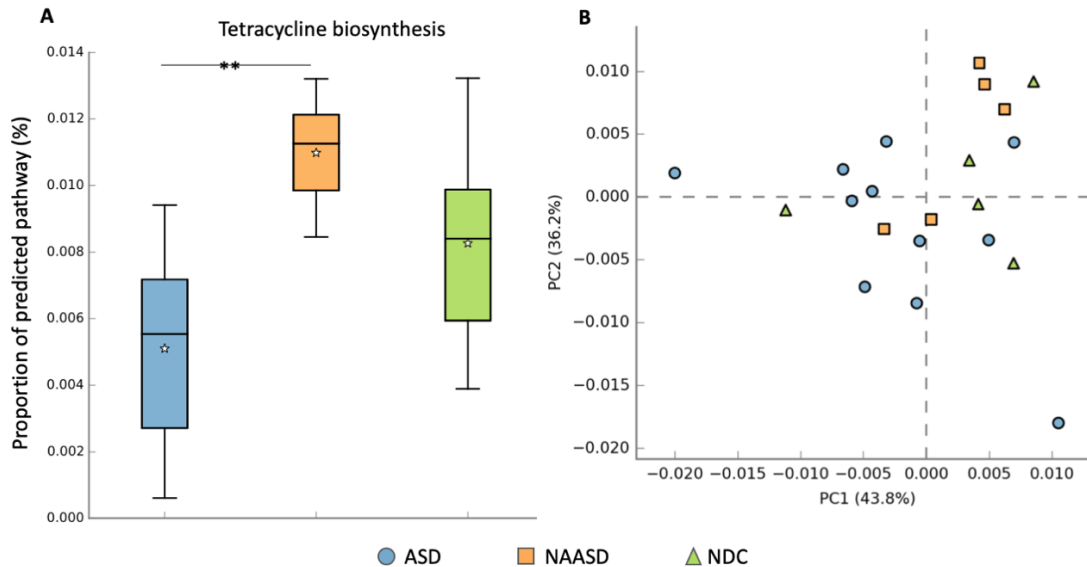 A
Tetracycline biosynthesis
Proportion of predicted pathway (%)
0.014
0.012
0.010
0.008
0.006
0.004
0.002
0.000
**
B
PC2 (36.2%)
0.010
0.005
0.000
−0.005
−0.010
−0.015
−0.020
−0.020 −0.015 −0.010 −0.005 0.000 0.005 0.010
PC1 (43.8%)
ASD NAASD NDC